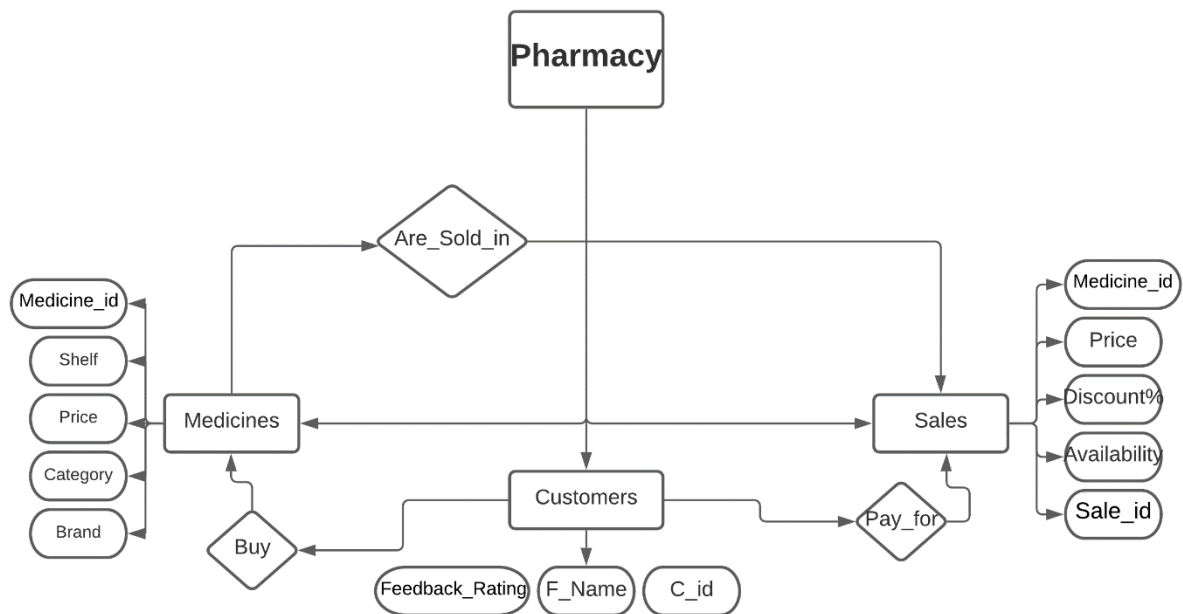 Pharmacy
Are_Sold_in
Medicine_id
Shelf
Price
Category
Brand
Medicines
Sales
Medicine_id
Price
Discount%
Availability
Sale_id
Customers
Buy
Pay_for
Feedback_Rating
F_Name
C_id